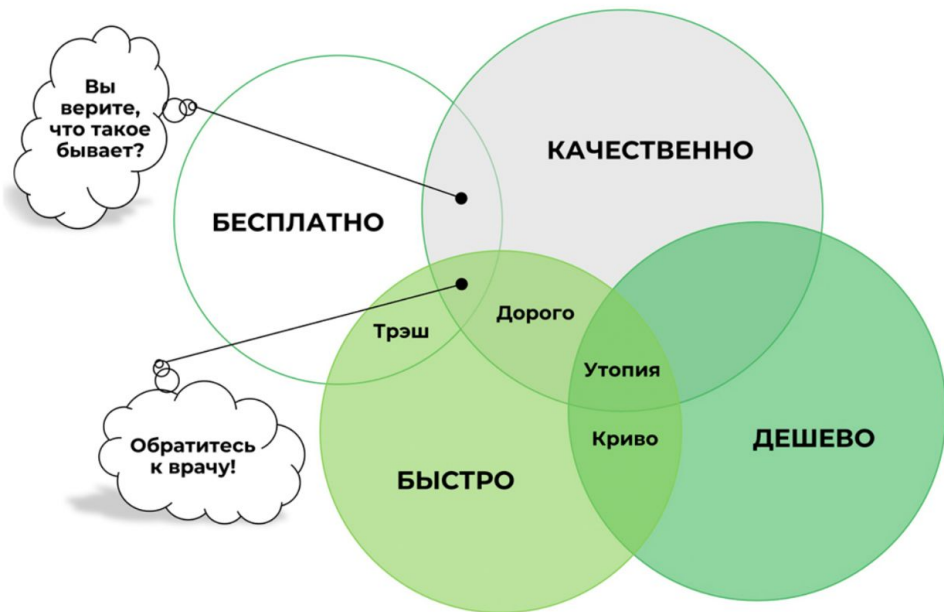 Вы
верите,
что такое
бывает?
КАЧЕСТВЕННО
БЕСПЛАТНО
Дорого
Трэш
Утопия
Криво
ДЕШЕВО
Обратитесь
к врачу!
БЫСТРО